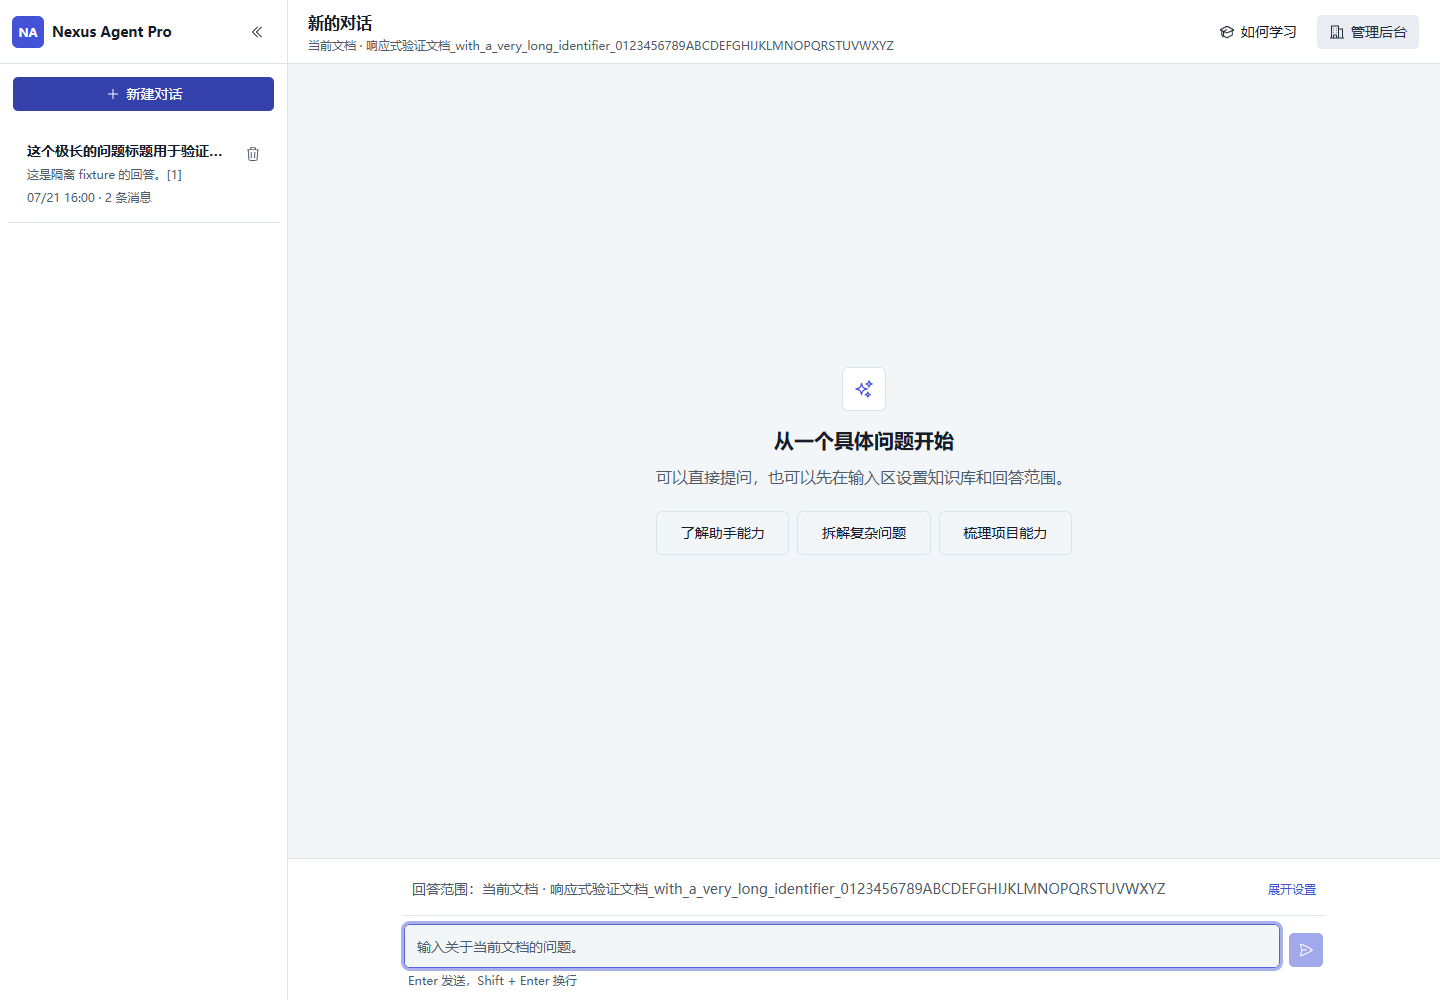 NA Nexus Agent Pro
新建对话
这个极长的问题标题用于验证...
这是隔离 fixture 的回答。[1]
07/21 16:00 · 2 条消息
新的对话
当前文档 · 响应式验证文档_with_a_very_long_identifier_0123456789ABCDEFGHIJKLMNOPQRSTUVWXYZ
如何学习
管理后台
从一个具体问题开始
可以直接提问，也可以先在输入区设置知识库和回答范围。
了解助手能力
拆解复杂问题
梳理项目能力
回答范围：当前文档 · 响应式验证文档_with_a_very_long_identifier_0123456789ABCDEFGHIJKLMNOPQRSTUVWXYZ
展开设置
输入关于当前文档的问题。
Enter 发送，Shift + Enter 换行